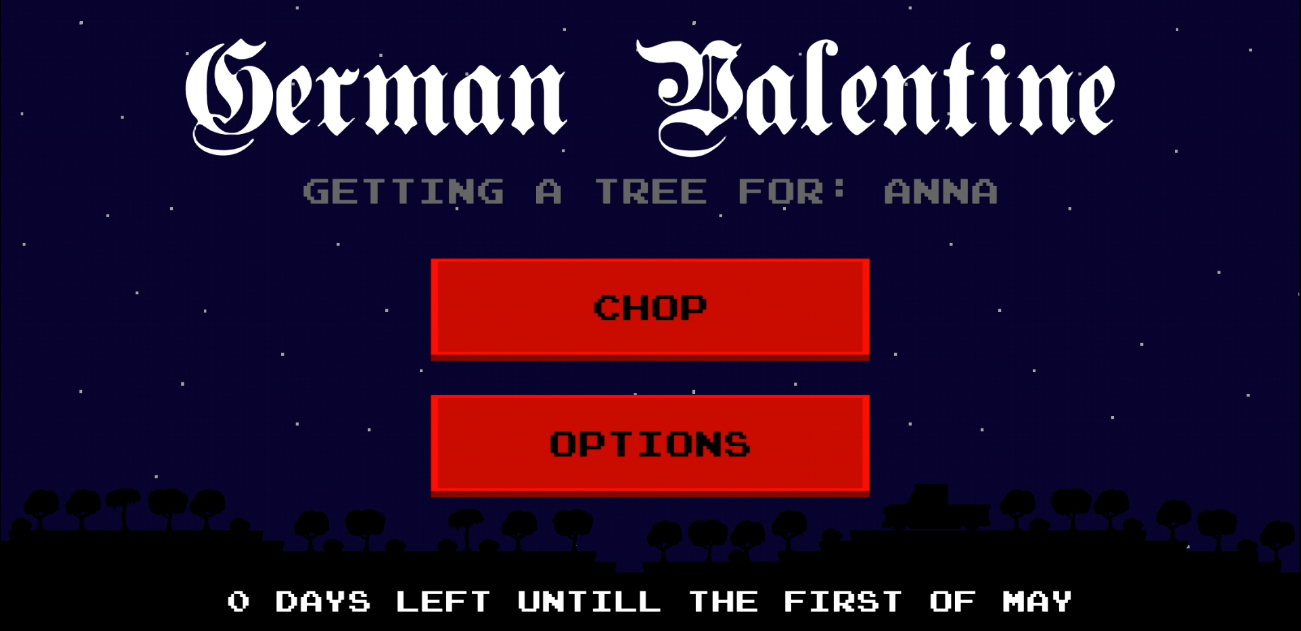 German Valentine
GETTING A TREE FOR: ANNA
CHOP
OPTIONS
0 DAYS LEFT UNTILL THE FIRST OF MAY